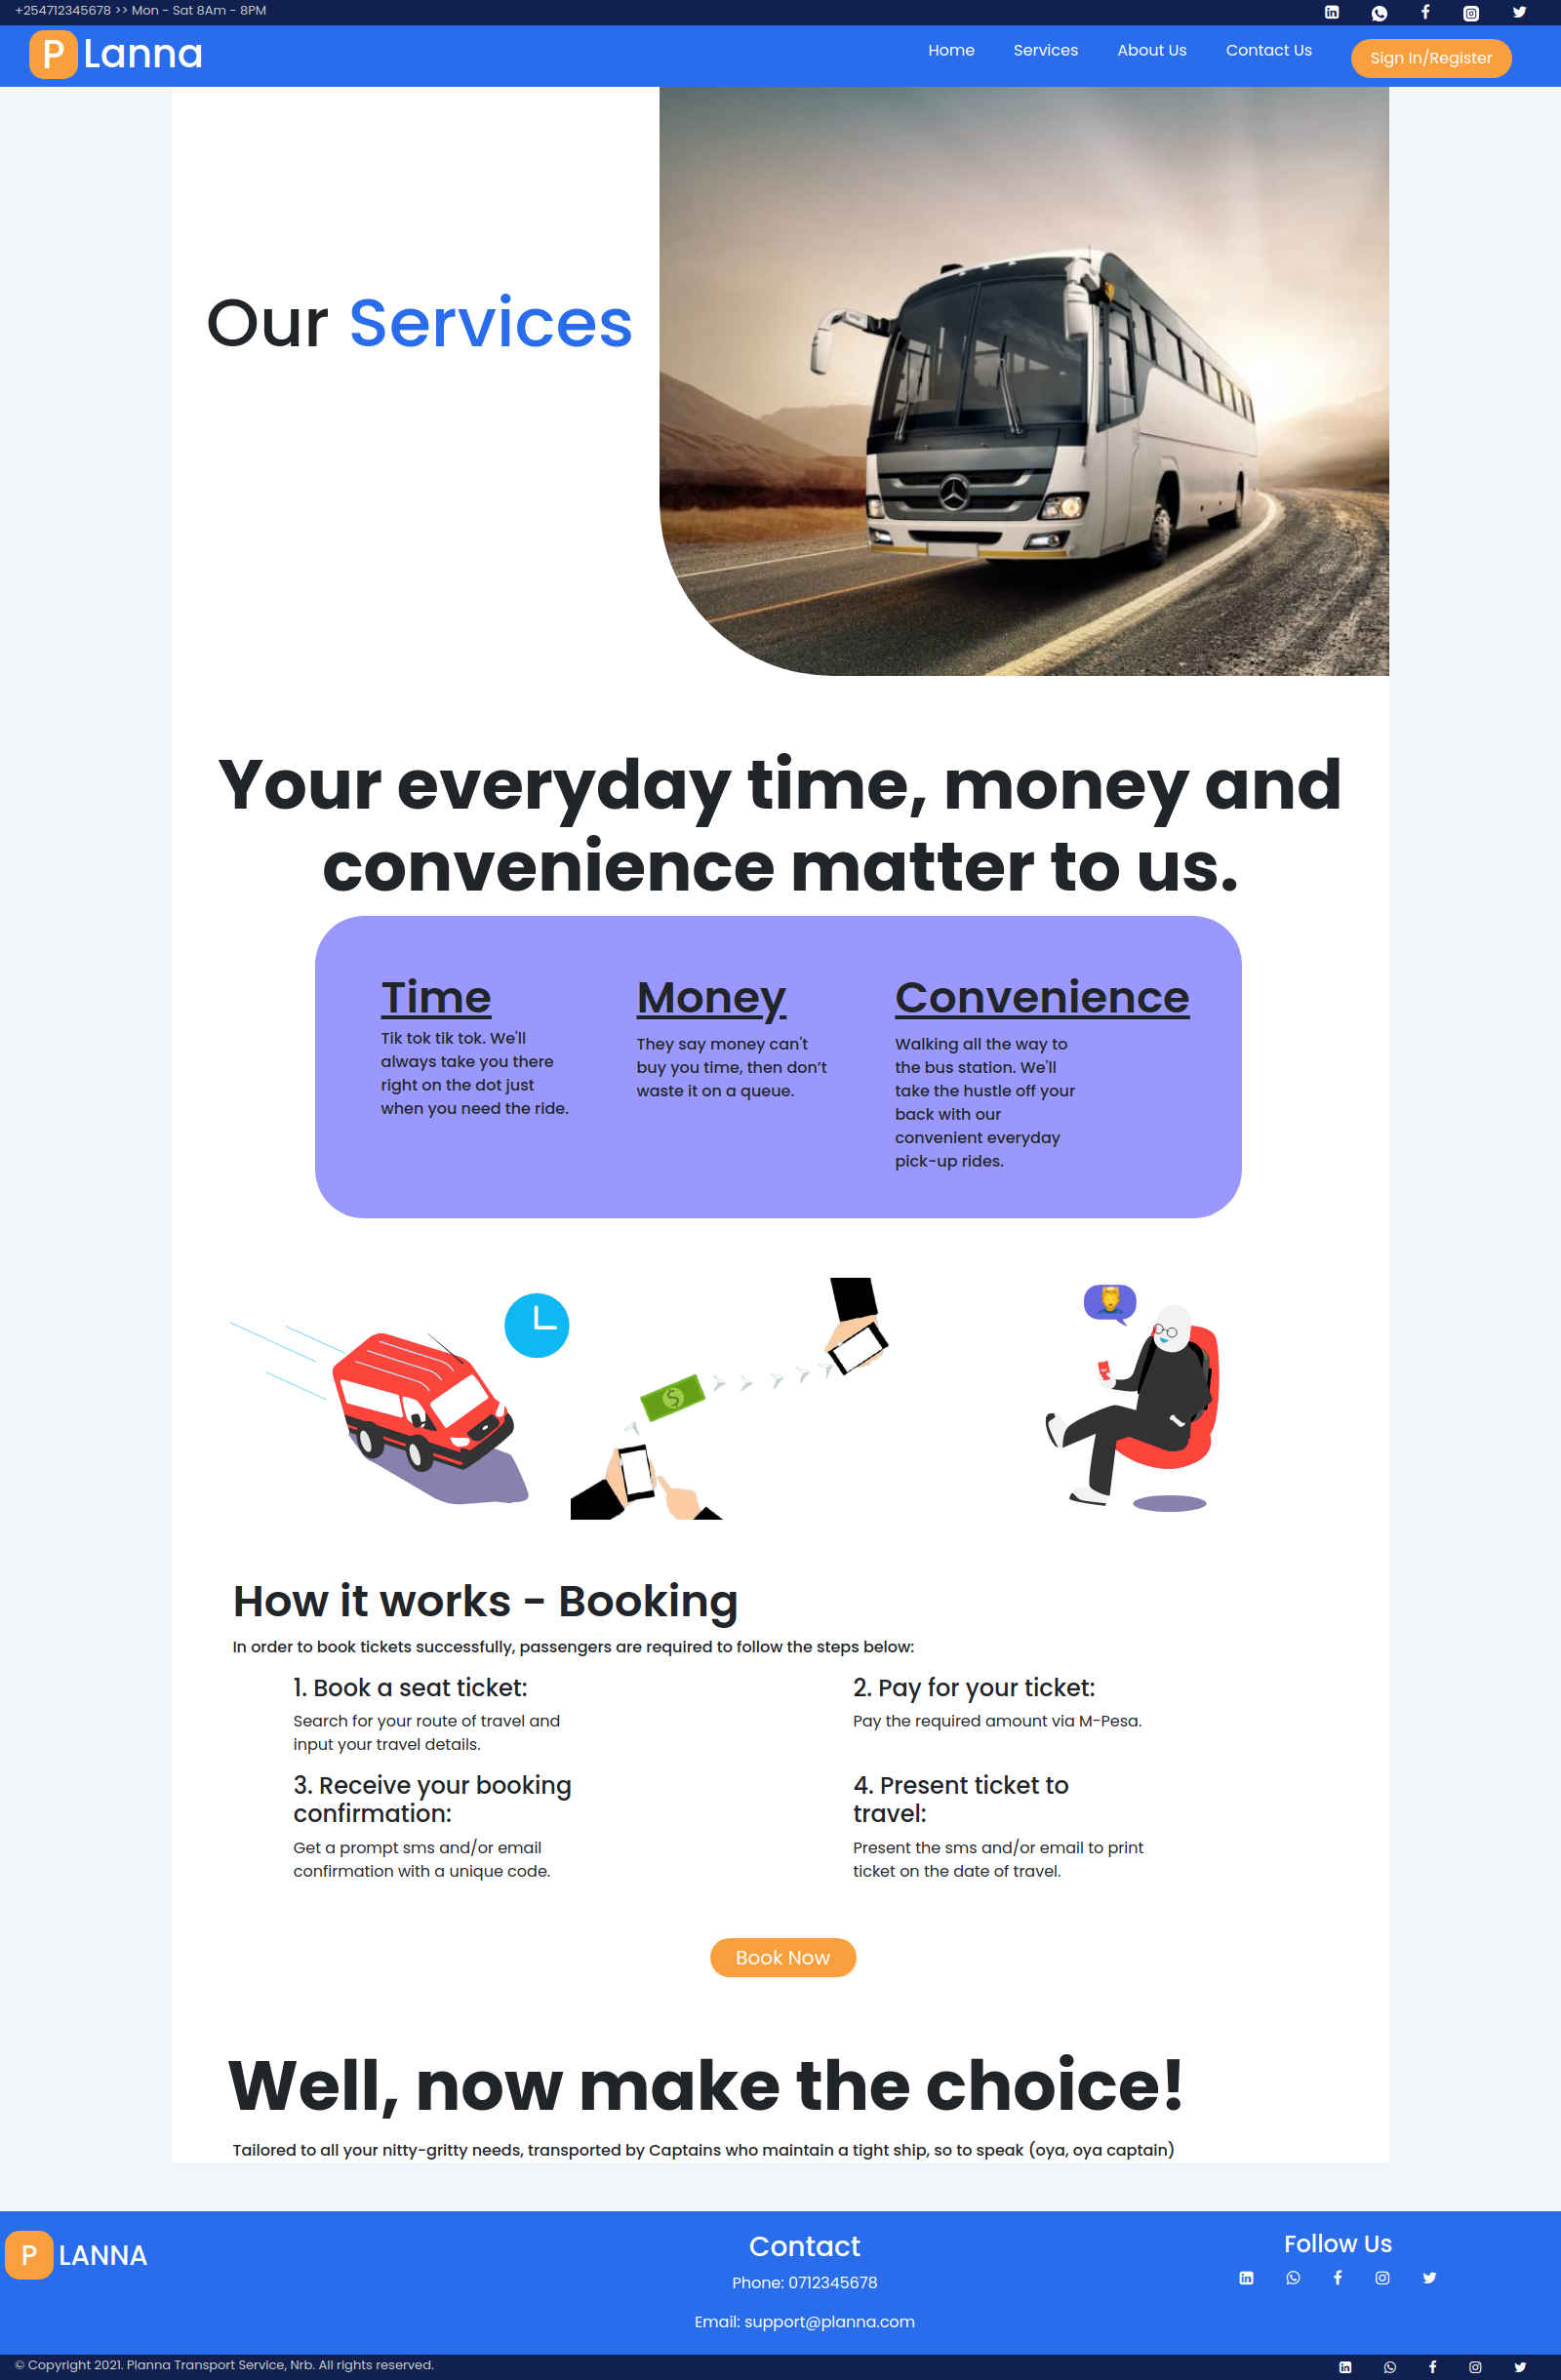 +254712345678 >> Mon - Sat 8Am - 8PM
P Lanna
Home Services About Us Contact Us Sign In/Register
Our Services
Your everyday time, money and
convenience matter to us.
Time
Tik tok tik tok. We'll
always take you there
right on the dot just
when you need the ride.
Money
They say money can't
buy you time, then don’t
waste it on a queue.
Convenience
Walking all the way to
the bus station. We'll
take the hustle off your
back with our
convenient everyday
pick-up rides.
How it works - Booking
In order to book tickets successfully, passengers are required to follow the steps below:
1. Book a seat ticket:
Search for your route of travel and
input your travel details.
2. Pay for your ticket:
Pay the required amount via M-Pesa.
3. Receive your booking
confirmation:
Get a prompt sms and/or email
confirmation with a unique code.
4. Present ticket to
travel:
Present the sms and/or email to print
ticket on the date of travel.
Book Now
Well, now make the choice!
Tailored to all your nitty-gritty needs, transported by Captains who maintain a tight ship, so to speak (oya, oya captain)
P LANNA
Contact
Phone: 0712345678
Email: support@planna.com
Follow Us
© Copyright 2021. Planna Transport Service, Nrb. All rights reserved.